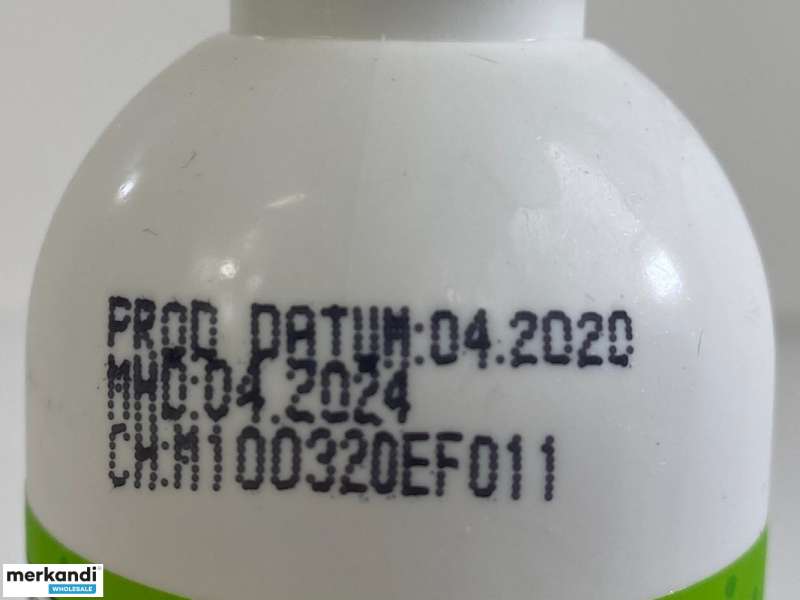 PROD DATUM:04.2020
MHD:04.2024
CH:M100320EF011
merkandi
WHOLESALE